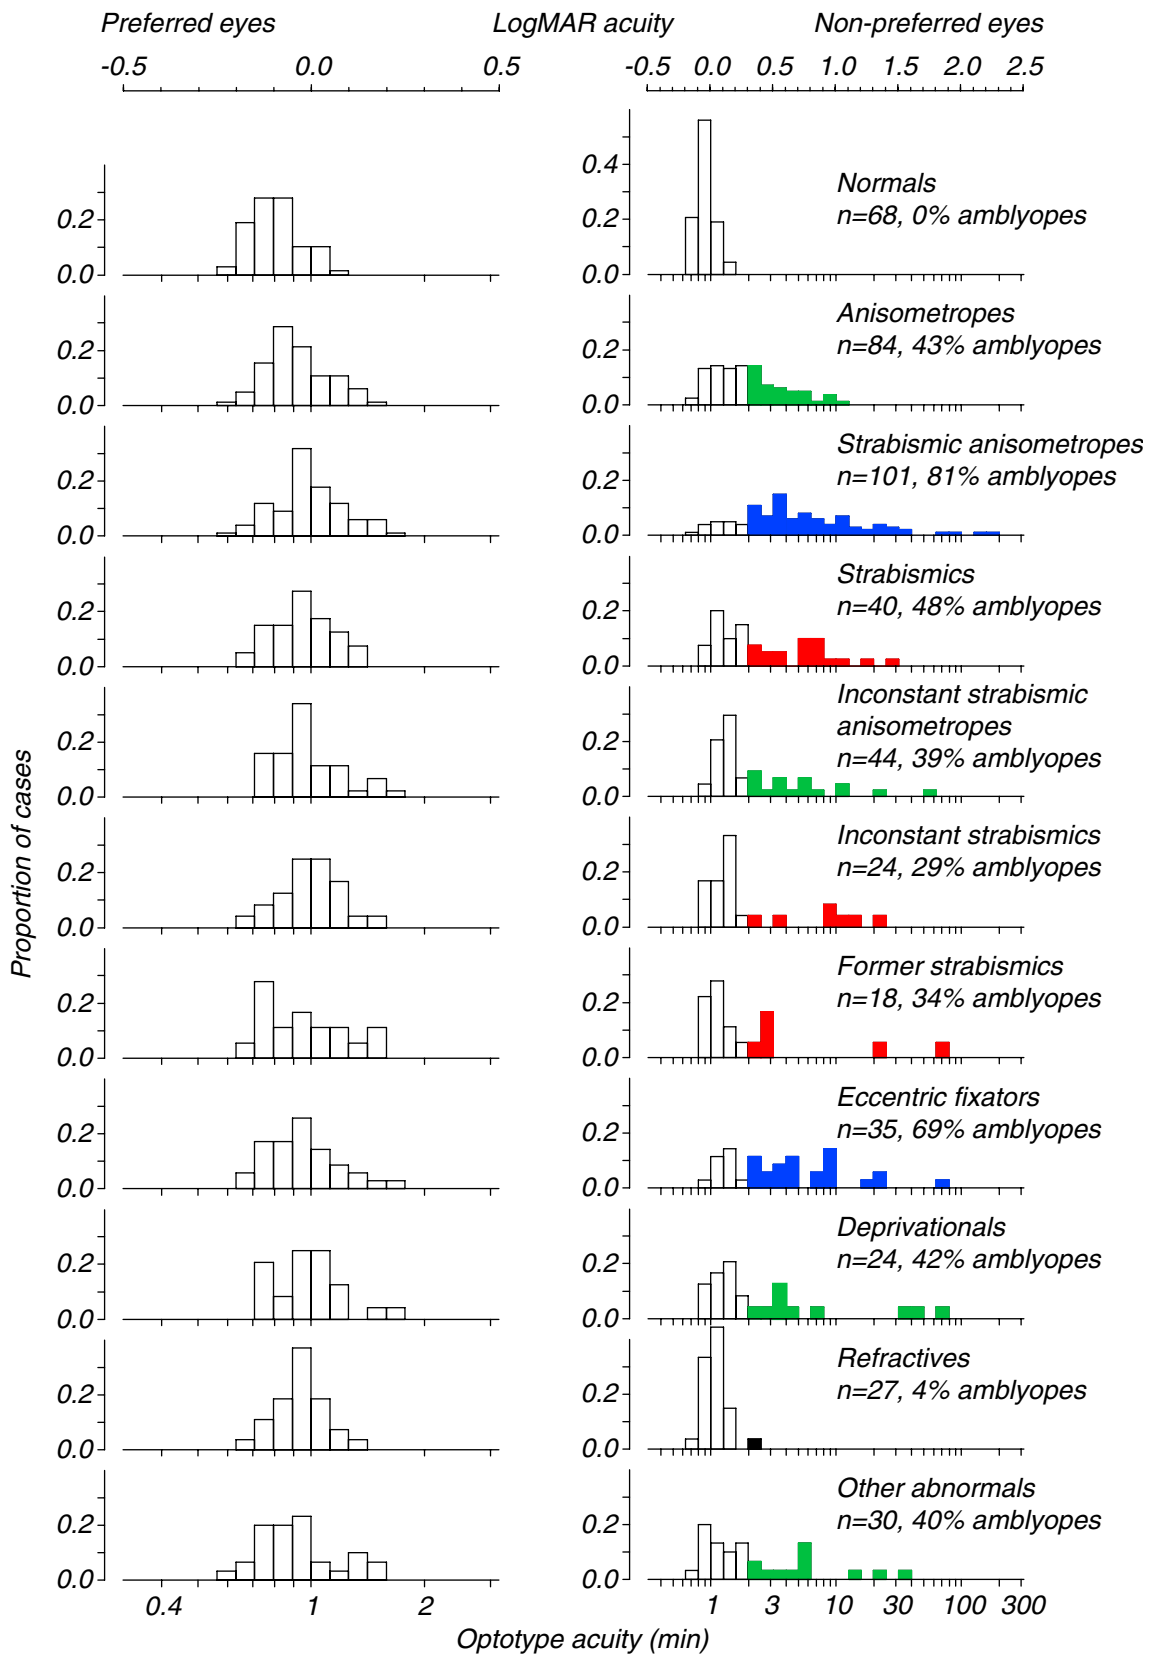 Preferred eyes LogMAR acuity Non-preferred eyes
-0.5 0.0 0.5 -0.5 0.0 0.5 1.0 1.5 2.0 2.5
Proportion of cases
0.4
0.2 0.2
0.0 0.0
Normals
n=68, 0% amblyopes
0.2 0.2
0.0 0.0
Anisometropes
n=84, 43% amblyopes
0.2 0.2
0.0 0.0
Strabismic anisometropes
n=101, 81% amblyopes
0.2 0.2
0.0 0.0
Strabismics
n=40, 48% amblyopes
0.2 0.2
0.0 0.0
Inconstant strabismic
anisometropes
n=44, 39% amblyopes
0.2 0.2
0.0 0.0
Inconstant strabismics
n=24, 29% amblyopes
0.2 0.2
0.0 0.0
Former strabismics
n=18, 34% amblyopes
0.2 0.2
0.0 0.0
Eccentric fixators
n=35, 69% amblyopes
0.2 0.2
0.0 0.0
Deprivationals
n=24, 42% amblyopes
0.2 0.2
0.0 0.0
Refractives
n=27, 4% amblyopes
0.2 0.2
0.0 0.0
Other abnormals
n=30, 40% amblyopes
0.4 1 2 1 3 10 30 100 300
Optotype acuity (min)